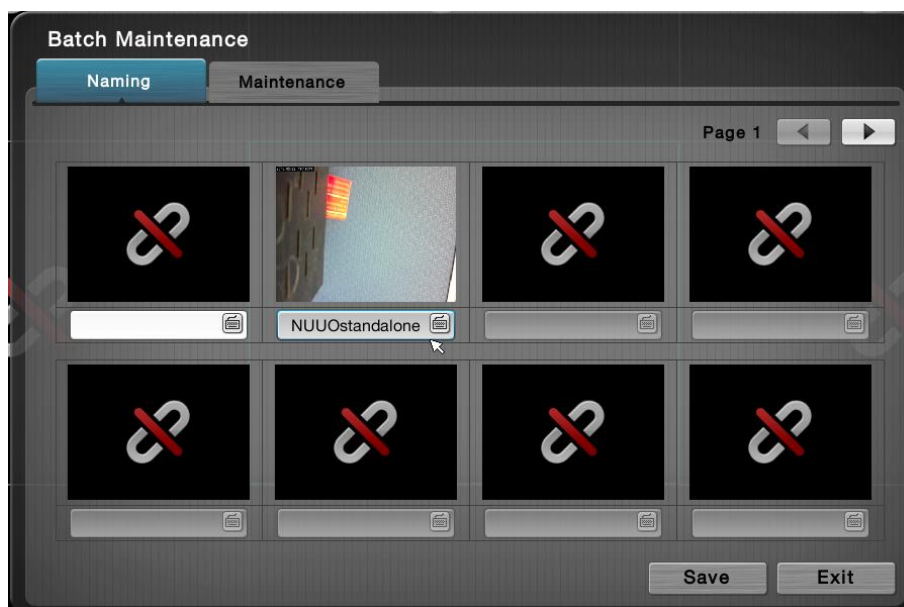 Batch Maintenance
Naming
Maintenance
Page 1
NUUOstandalone
Save
Exit